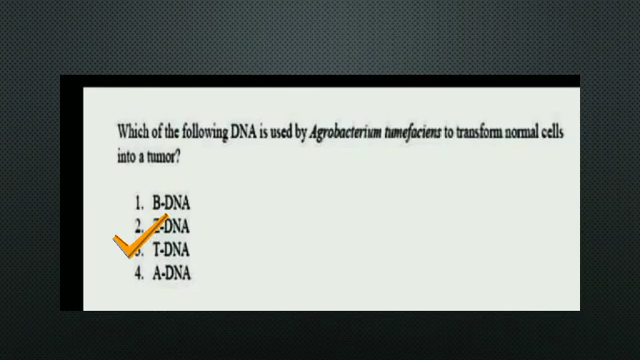 Which of the following DNA is used by Agrobacterium tumefaciens to transform normal cells
into a tumor?
1. B-DNA
2. Z-DNA
3. T-DNA
4. A-DNA